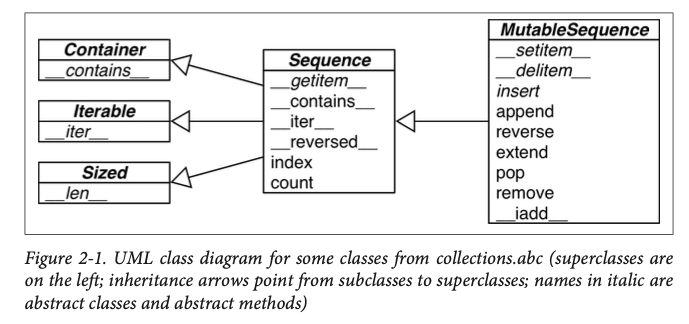 Container
__contains__
Iterable
__iter__
Sized
__len__
Sequence
__getitem__
__contains__
__iter__
__reversed__
index
count
MutableSequence
__setitem__
__delitem__
insert
append
reverse
extend
pop
remove
__iadd__
Figure 2-1. UML class diagram for some classes from collections.abc (superclasses are
on the left; inheritance arrows point from subclasses to superclasses; names in italic are
abstract classes and abstract methods)